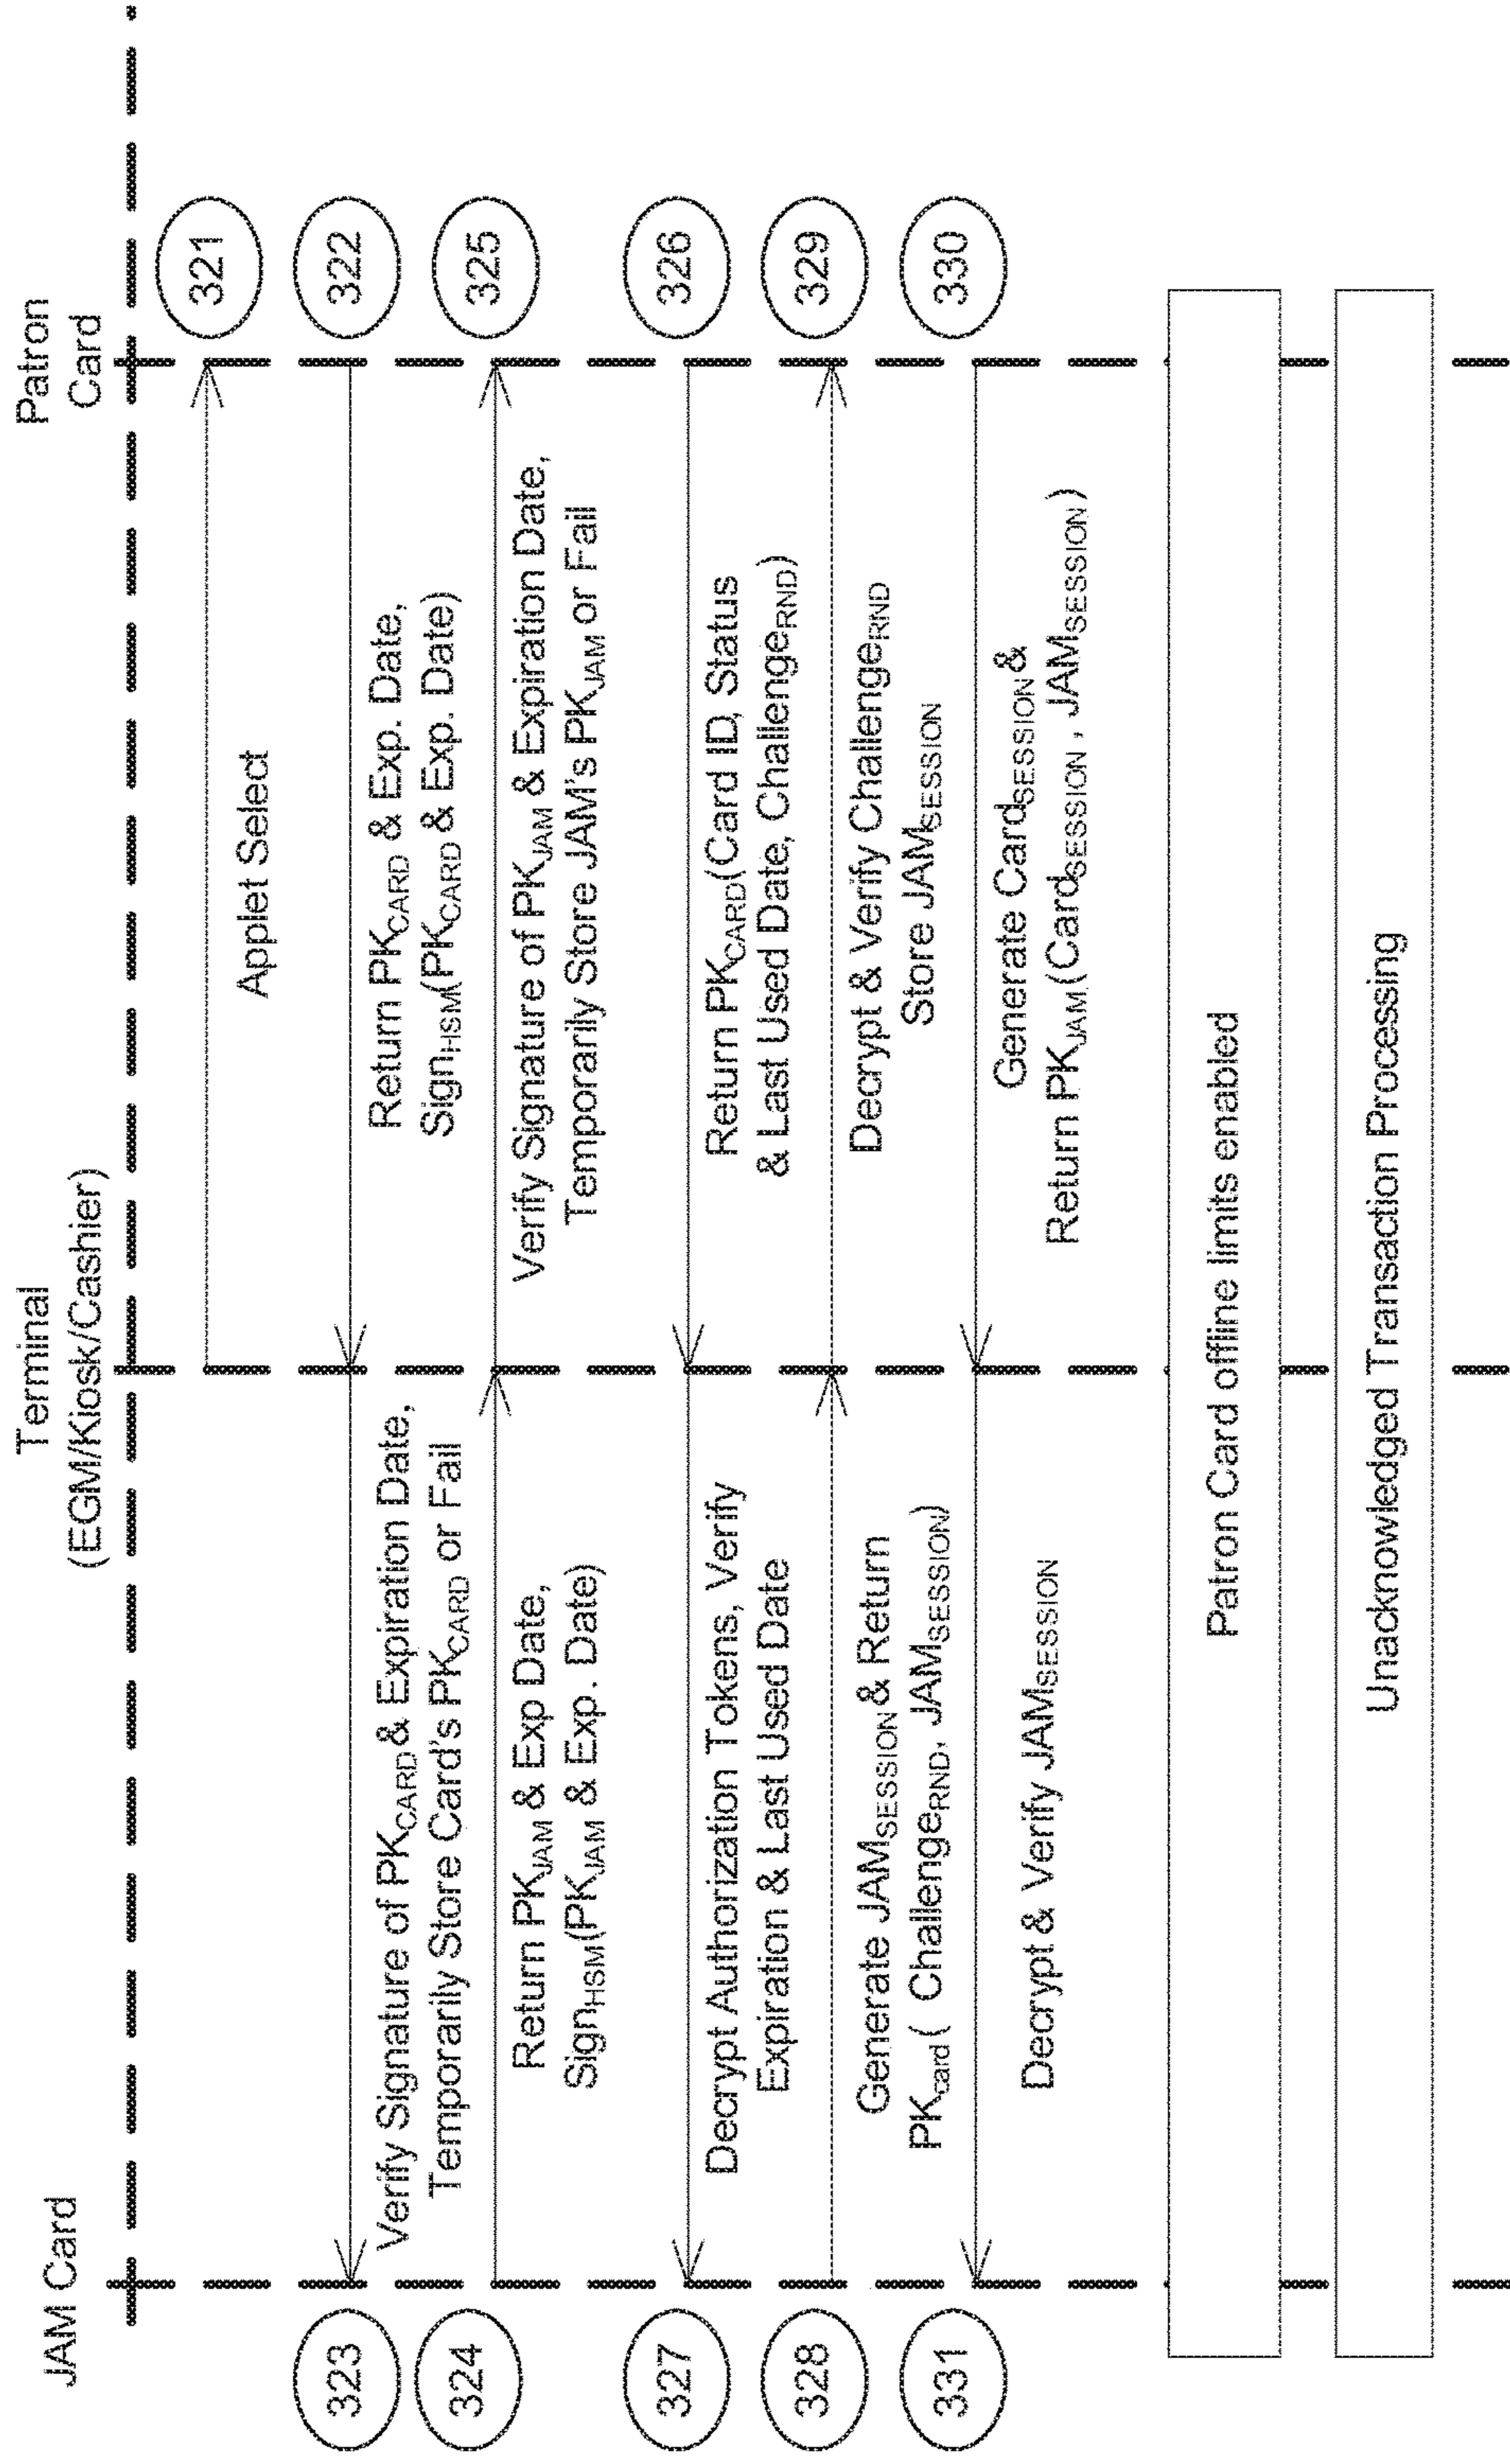 JAM Card
Terminal
(EGM/Kiosk/Cashier)
Patron
Card
Applet Select
321
323
Verify Signature of PKCARD & Expiration Date,
Temporarily Store Card's PKCARD or Fail
Return PKCARD & Exp. Date,
SignHSM(PKCARD & Exp. Date)
322
324
Return PKJAM & Exp Date,
SignHSM(PKJAM & Exp. Date)
Verify Signature of PKJAM & Expiration Date,
Temporarily Store JAM's PKJAM or Fail
325
327
Decrypt Authorization Tokens, Verify
Expiration & Last Used Date
Return PKCARD(Card ID, Status
& Last Used Date, ChallengeRND)
326
328
Generate JAMSESSION & Return
PKcard( ChallengeRND, JAMSESSION)
Decrypt & Verify ChallengeRND
Store JAMSESSION
329
331
Decrypt & Verify JAMSESSION
Generate CardSESSION &
Return PKJAM(CardSESSION , JAMSESSION)
330
Patron Card offline limits enabled
Unacknowledged Transaction Processing